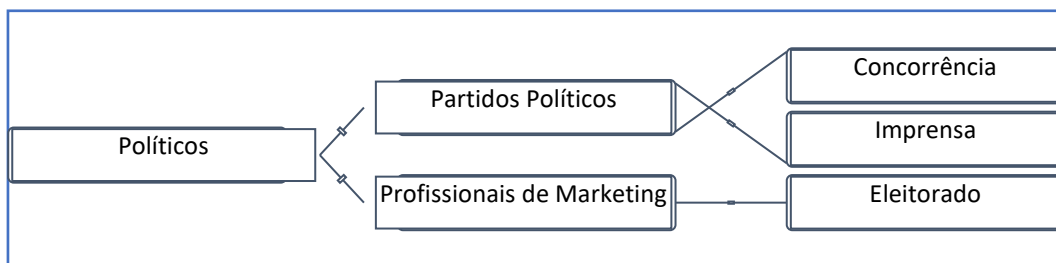 Políticos
Partidos Políticos
Profissionais de Marketing
Concorrência
Imprensa
Eleitorado